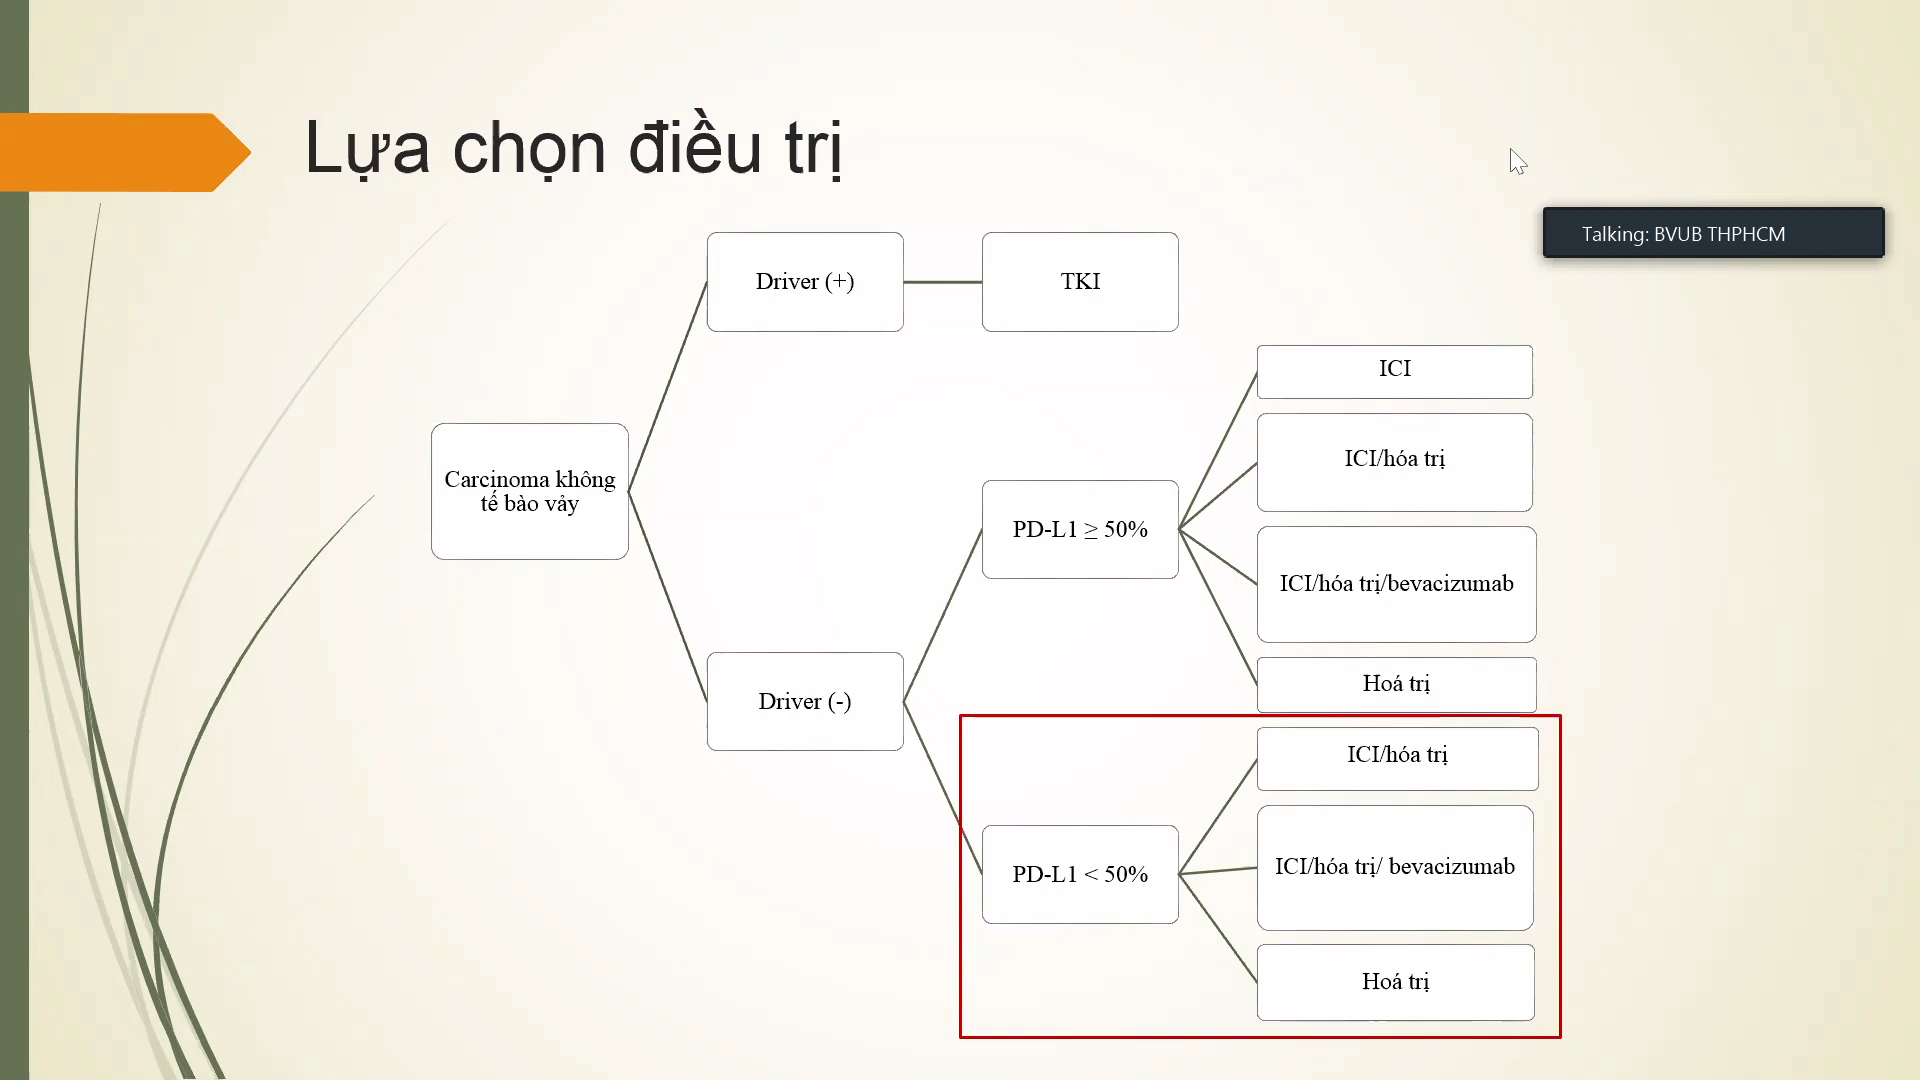 Lựa chọn điều trị
Talking: BVUB THPHCM
Driver (+)
TKI
ICI
ICI/hóa trị
Carcinoma không
tế bào vảy
PD-L1 ≥ 50%
ICI/hóa trị/bevacizumab
Hoá trị
Driver (-)
ICI/hóa trị
PD-L1 < 50%
ICI/hóa trị/ bevacizumab
Hoá trị